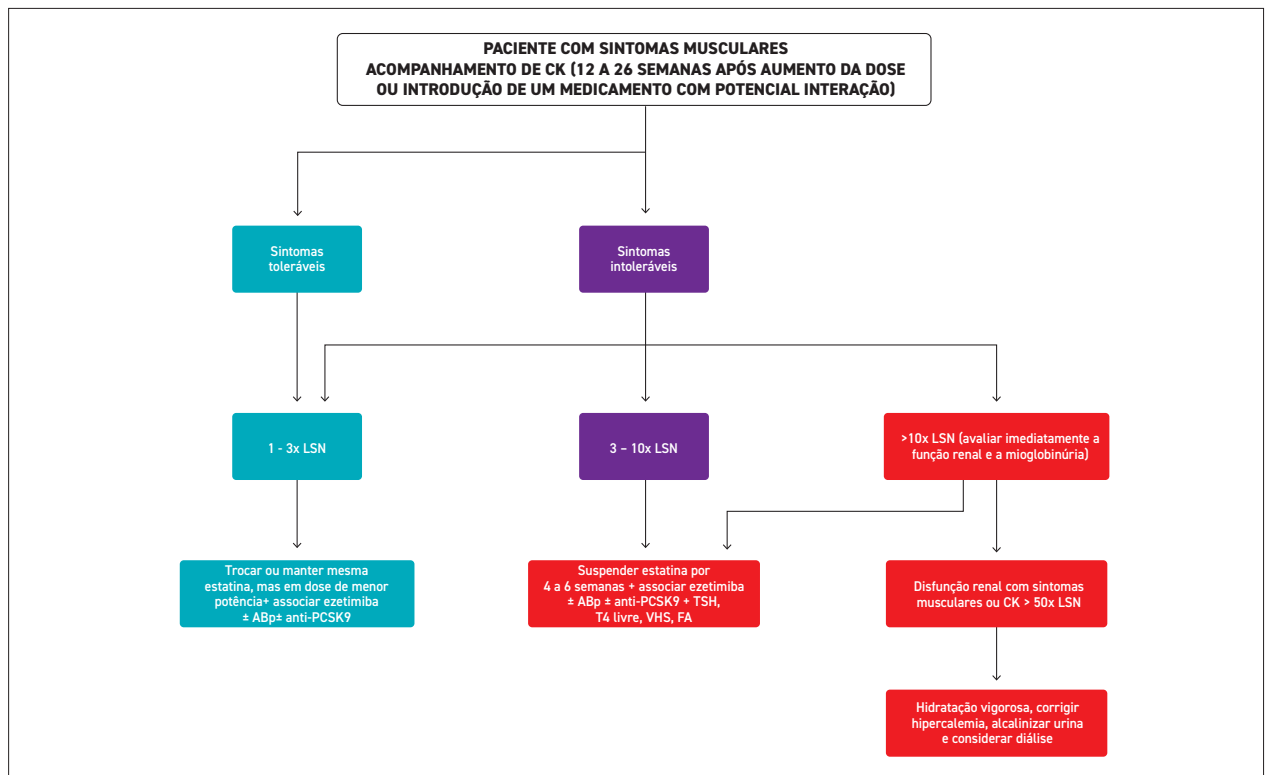 PACIENTE COM SINTOMAS MUSCULARES
ACOMPANHAMENTO DE CK (12 A 26 SEMANAS APÓS AUMENTO DA DOSE
OU INTRODUÇÃO DE UM MEDICAMENTO COM POTENCIAL INTERAÇÃO)
Sintomas
toleráveis
Sintomas
intoleráveis
1 - 3x LSN
3 – 10x LSN
>10x LSN (avaliar imediatamente a
função renal e a mioglobinúria)
Trocar ou manter mesma
estatina, mas em dose de menor
potência+ associar ezetimiba
± ABp± anti-PCSK9
Suspender estatina por
4 a 6 semanas + associar ezetimiba
± ABp ± anti-PCSK9 + TSH,
T4 livre, VHS, FA
Disfunção renal com sintomas
musculares ou CK > 50x LSN
Hidratação vigorosa, corrigir
hipercalemia, alcalinizar urina
e considerar diálise